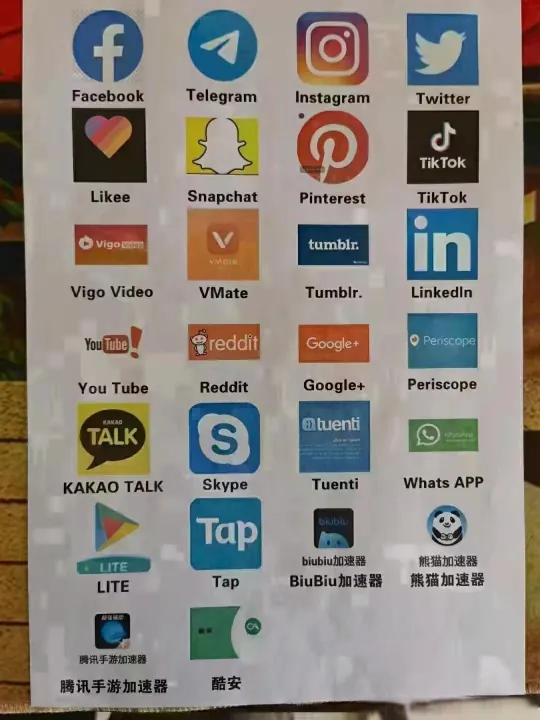 Facebook
Telegram
Instagram
Twitter
TikTok
Likee
Snapchat
Pinterest
TikTok
Vigo Video
VMate
tumblr.
in
Vigo Video
VMate
Tumblr.
LinkedIn
You Tube!
reddit
Google+
Periscope
You Tube
Reddit
Google+
Periscope
KAKAO
TALK
S
tuenti
WhatsApp
KAKAO TALK
Skype
Tuenti
Whats APP
LITE
Tap
biubiu
biubiu加速器
熊猫加速器
LITE
Tap
BiuBiu加速器
熊猫加速器
腾讯手游加速器
腾讯手游加速器
酷安